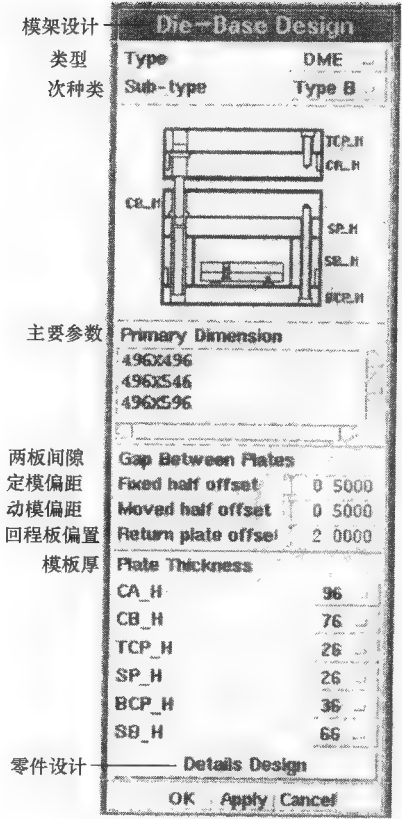 模架设计 Die-Base Design
类型 Type DME
次种类 Sub-type Type B
TCP_H
CA_H
CB_H
SP_H
SB_H
BCP_H
主要参数 Primary Dimension
496X496
496X546
496X596
两板间隙 Gap Between Plates
定模偏距 Fixed half offset 0 5000
动模偏距 Moved half offset 0 5000
回程板偏置 Return plate offset 2 0000
模板厚 Plate Thickness
CA_H 96
CB_H 76
TCP_H 26
SP_H 26
BCP_H 36
SB_H 66
零件设计 Details Design
OK Apply Cancel